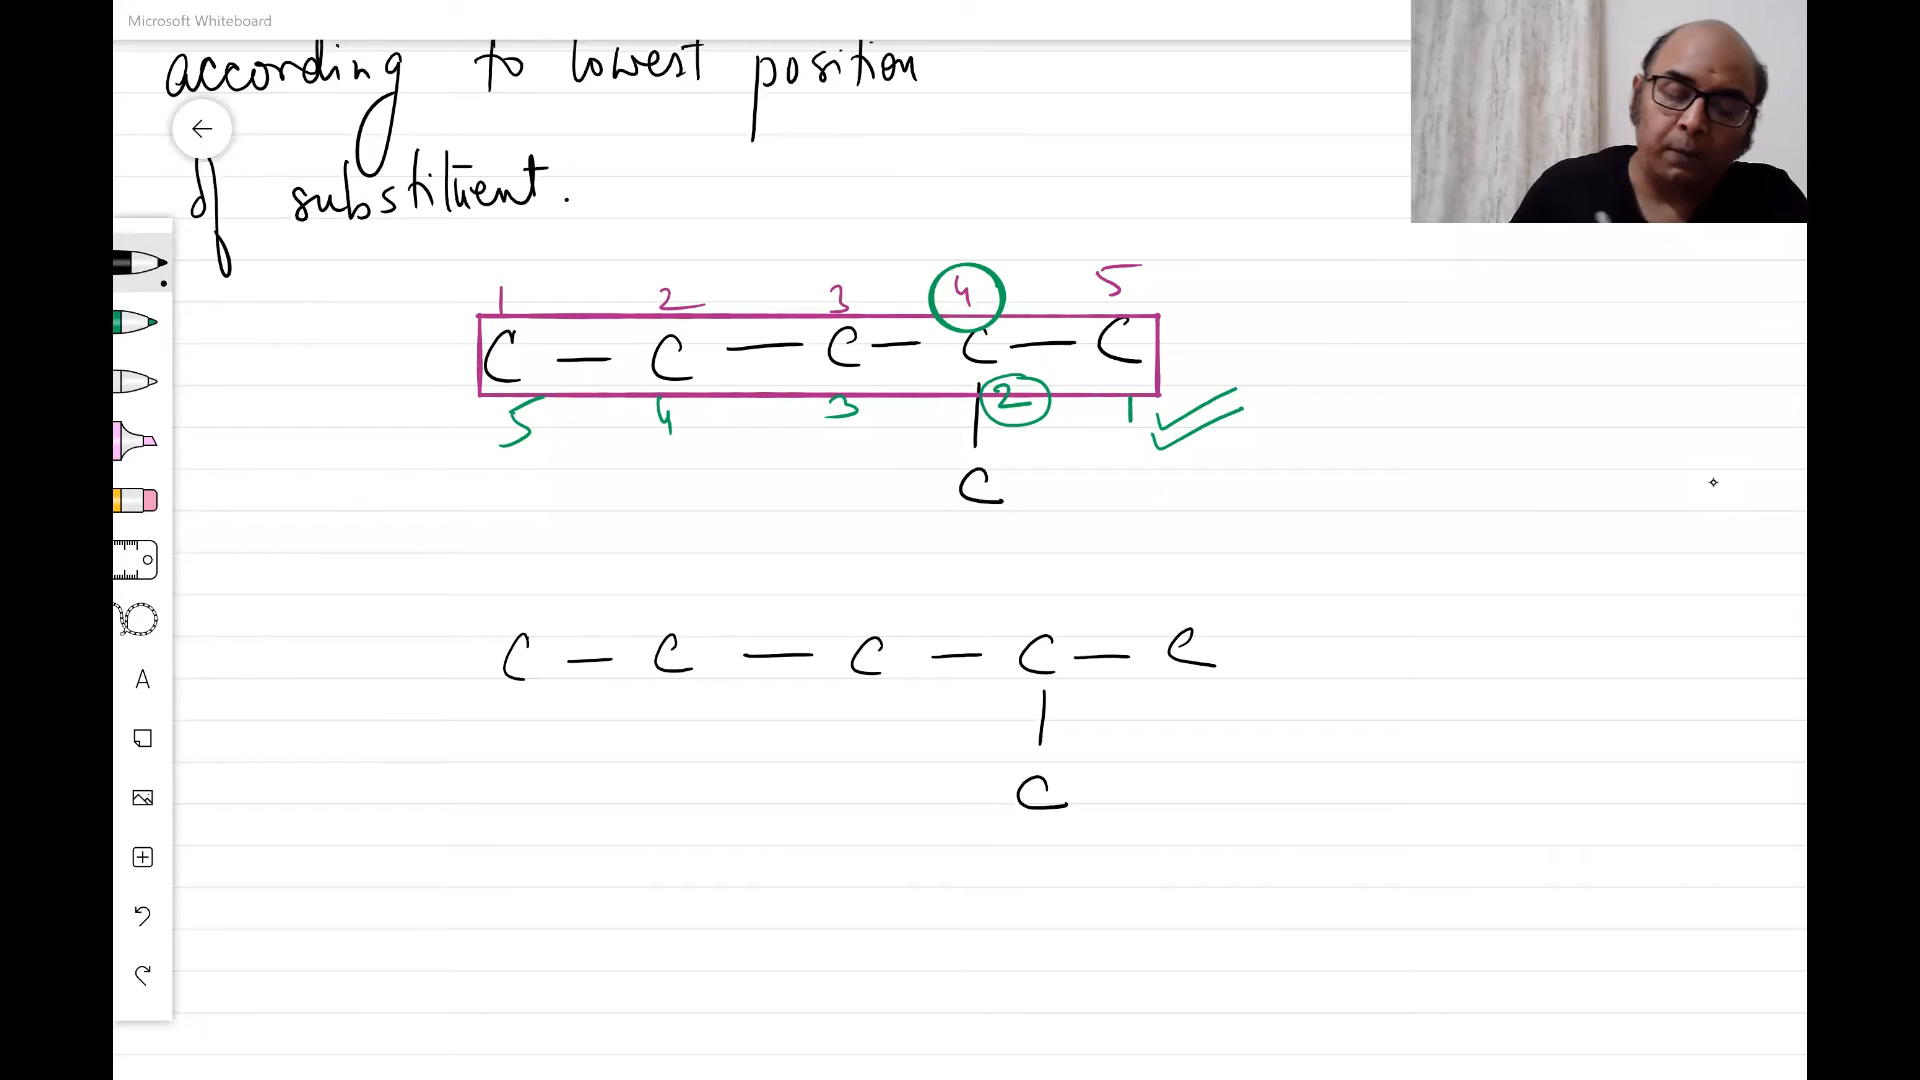 Microsoft Whiteboard
according to lowest position
of substituent.
1 2 3 4 5
C — C — C — C — C
5 4 3 2 1
C
C — C — C — C — C
C
A